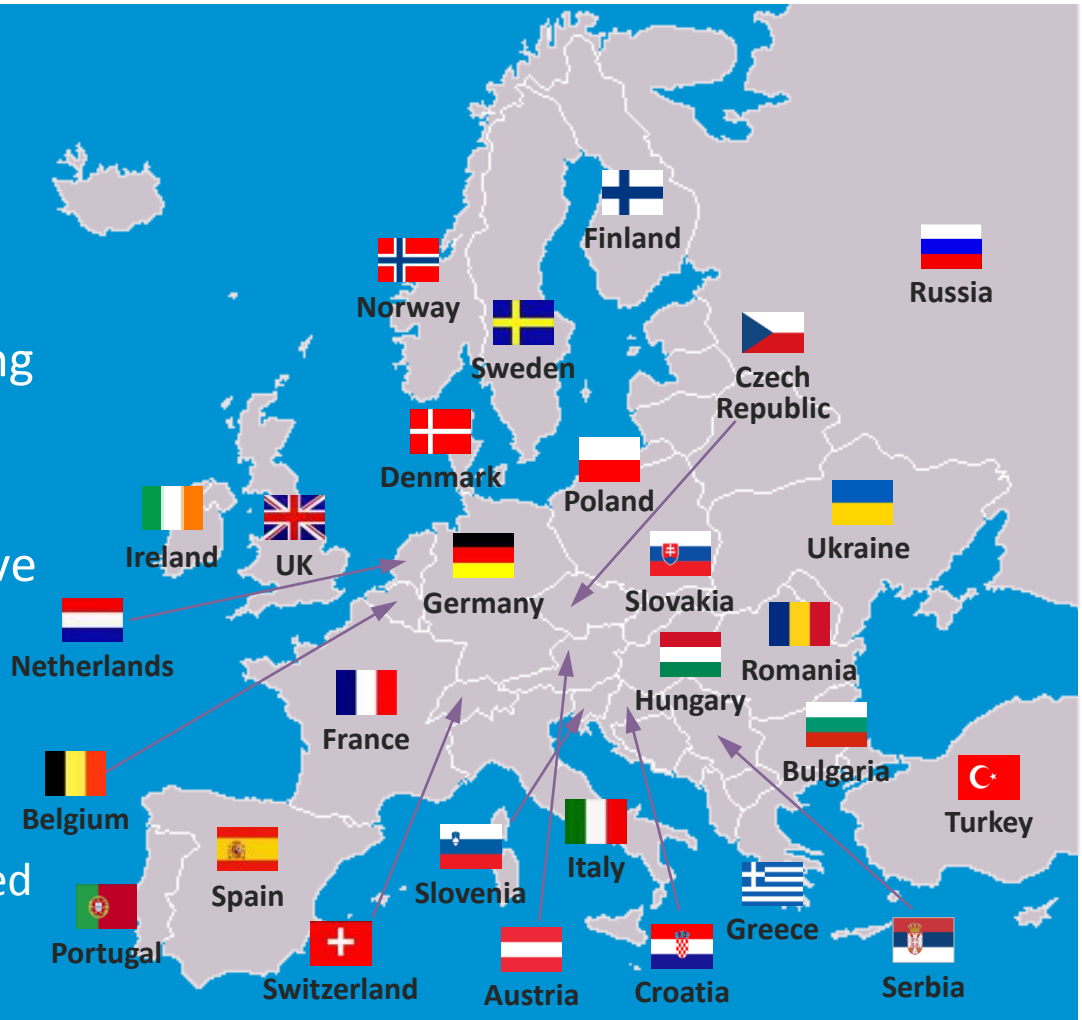 Finland
Norway
Russia
ng
Sweden
Czech
Republic
Denmark
Poland
Ireland
UK
ve
Ukraine
Germany
Slovakia
Netherlands
Romania
Hungary
France
Bulgaria
Belgium
Turkey
Italy
Spain
Slovenia
ed
Greece
Portugal
Switzerland
Austria
Croatia
Serbia